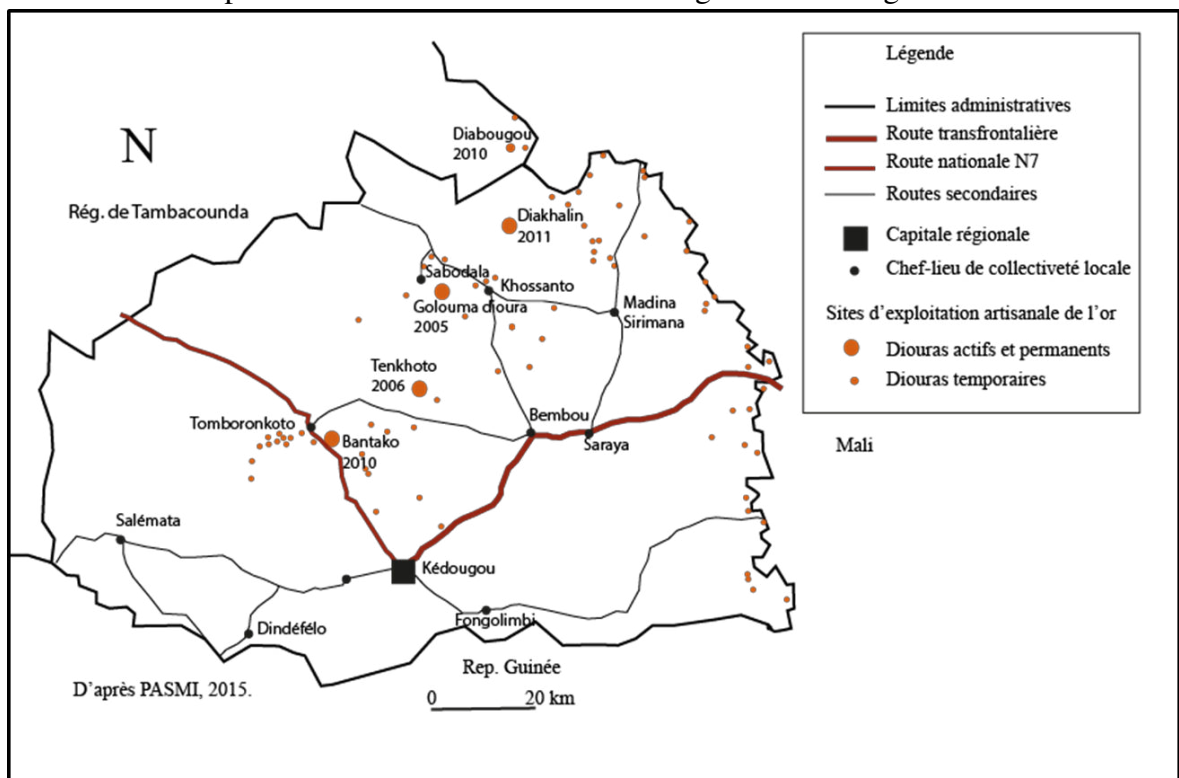 Légende
Limites administratives
Route transfrontalière
Route nationale N7
Routes secondaires
Capitale régionale
Chef-lieu de collectivité locale
Sites d'exploitation artisanale de l'or
Diouras actifs et permanents
Diouras temporaires
N
Rég. de Tambacounda
Diabougou
2010
Diakhalin
2011
Sabodala
Khossanto
Golouma dioura
2005
Madina
Sirimana
Tenkhoto
2006
Tomboronkoto
Bantako
2010
Bembou
Saraya
Mali
Salémata
Kédougou
Dindéfélo
Fongolimbi
Rep. Guinée
D'après PASMI, 2015.
0 20 km